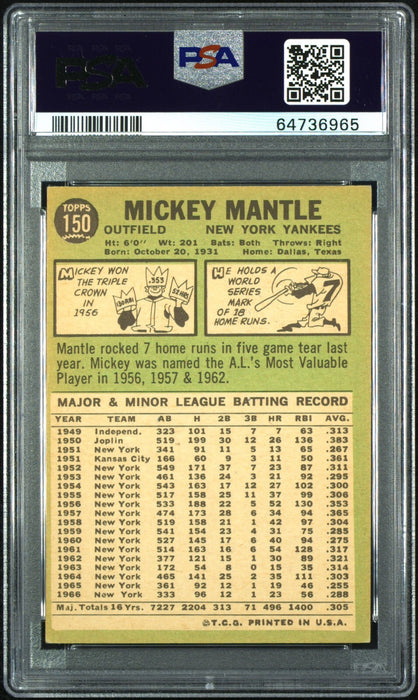 PSA
PSA
64736965
TOPPS
150
MICKEY MANTLE
OUTFIELD NEW YORK YANKEES
Ht: 6'0" Wt: 201 Bats: Both Throws: Right
Born: October 20, 1931 Home: Dallas, Texas
MICKEY WON
THE TRIPLE
CROWN
IN
1956
.353
130 RBI
52 HRS
HE HOLDS A
WORLD
SERIES
MARK
OF 18
HOME RUNS.
7
Mantle rocked 7 home runs in five game tear last
year. Mickey was named the A.L.'s Most Valuable
Player in 1956, 1957 & 1962.
MAJOR & MINOR LEAGUE BATTING RECORD
YEAR TEAM AB H 2B 3B HR RBI AVG.
1949 Independ. 323 101 15 7 7 63 .313
1950 Joplin 519 199 30 12 26 136 .383
1951 New York 341 91 11 5 13 65 .267
1951 Kansas City 166 60 9 3 11 50 .361
1952 New York 549 171 37 7 23 87 .311
1953 New York 461 136 24 3 21 92 .295
1954 New York 543 163 17 12 27 102 .300
1955 New York 517 158 25 11 37 99 .306
1956 New York 533 188 22 5 52 130 .353
1957 New York 474 173 28 6 34 94 .365
1958 New York 519 158 21 1 42 97 .304
1959 New York 541 154 23 4 31 75 .285
1960 New York 527 145 17 6 40 94 .275
1961 New York 514 163 16 6 54 128 .317
1962 New York 377 121 15 1 30 89 .321
1963 New York 172 54 8 0 15 35 .314
1964 New York 465 141 25 2 35 111 .303
1965 New York 361 92 12 1 19 46 .255
1966 New York 333 96 12 1 23 56 .288
Maj. Totals 16 Yrs. 7227 2204 313 71 496 1400 .305
©T.C.G. PRINTED IN U.S.A.